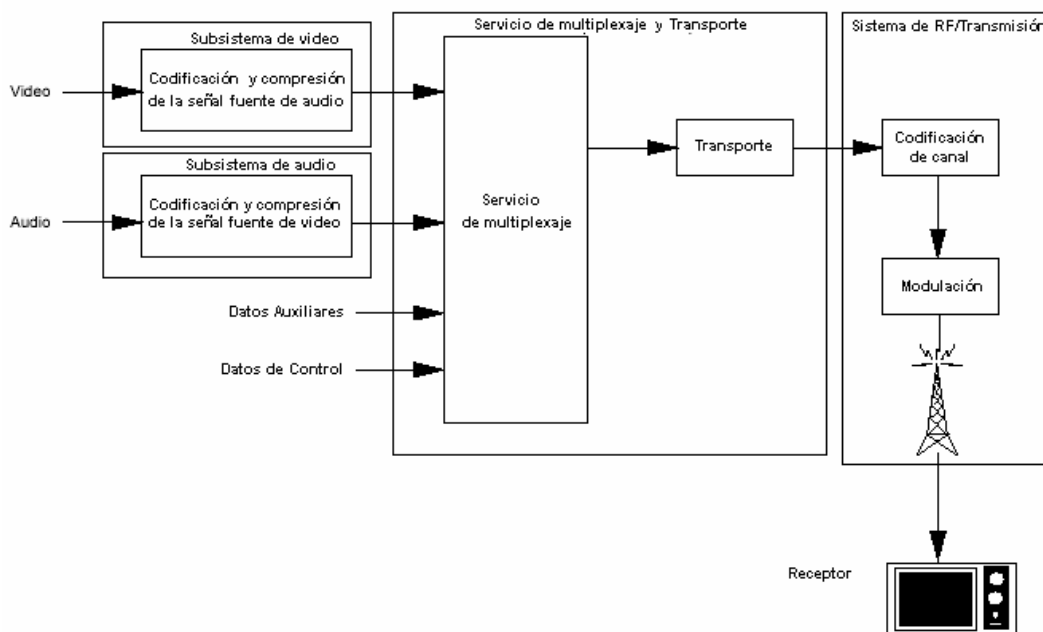 Servicio de multiplexaje y Transporte
Sistema de RF/Transmisión
Subsistema de video
Video
Codificación y compresión
de la señal fuente de audio
Transporte
Codificación
de canal
Subsistema de audio
Audio
Codificación y compresión
de la señal fuente de video
Servicio
de multiplexaje
Modulación
Datos Auxiliares
Datos de Control
Receptor